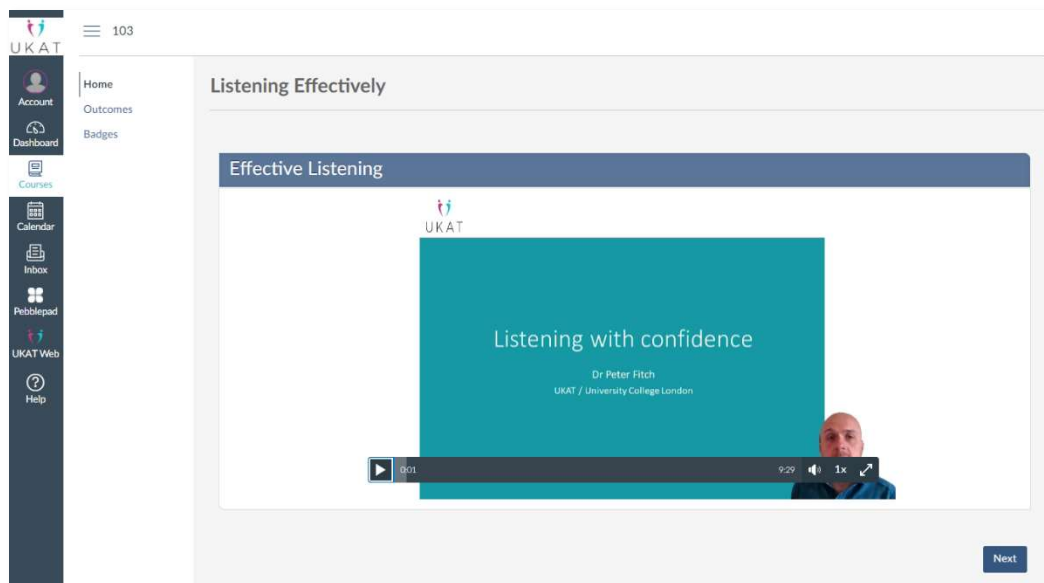 UKAT
103
Account
Dashboard
Courses
Calendar
Inbox
Pebblepad
UKAT Web
Help
Home
Outcomes
Badges
Listening Effectively
Effective Listening
UKAT
Listening with confidence
Dr Peter Fitch
UKAT / University College London
0:01
9:29
1x
Next